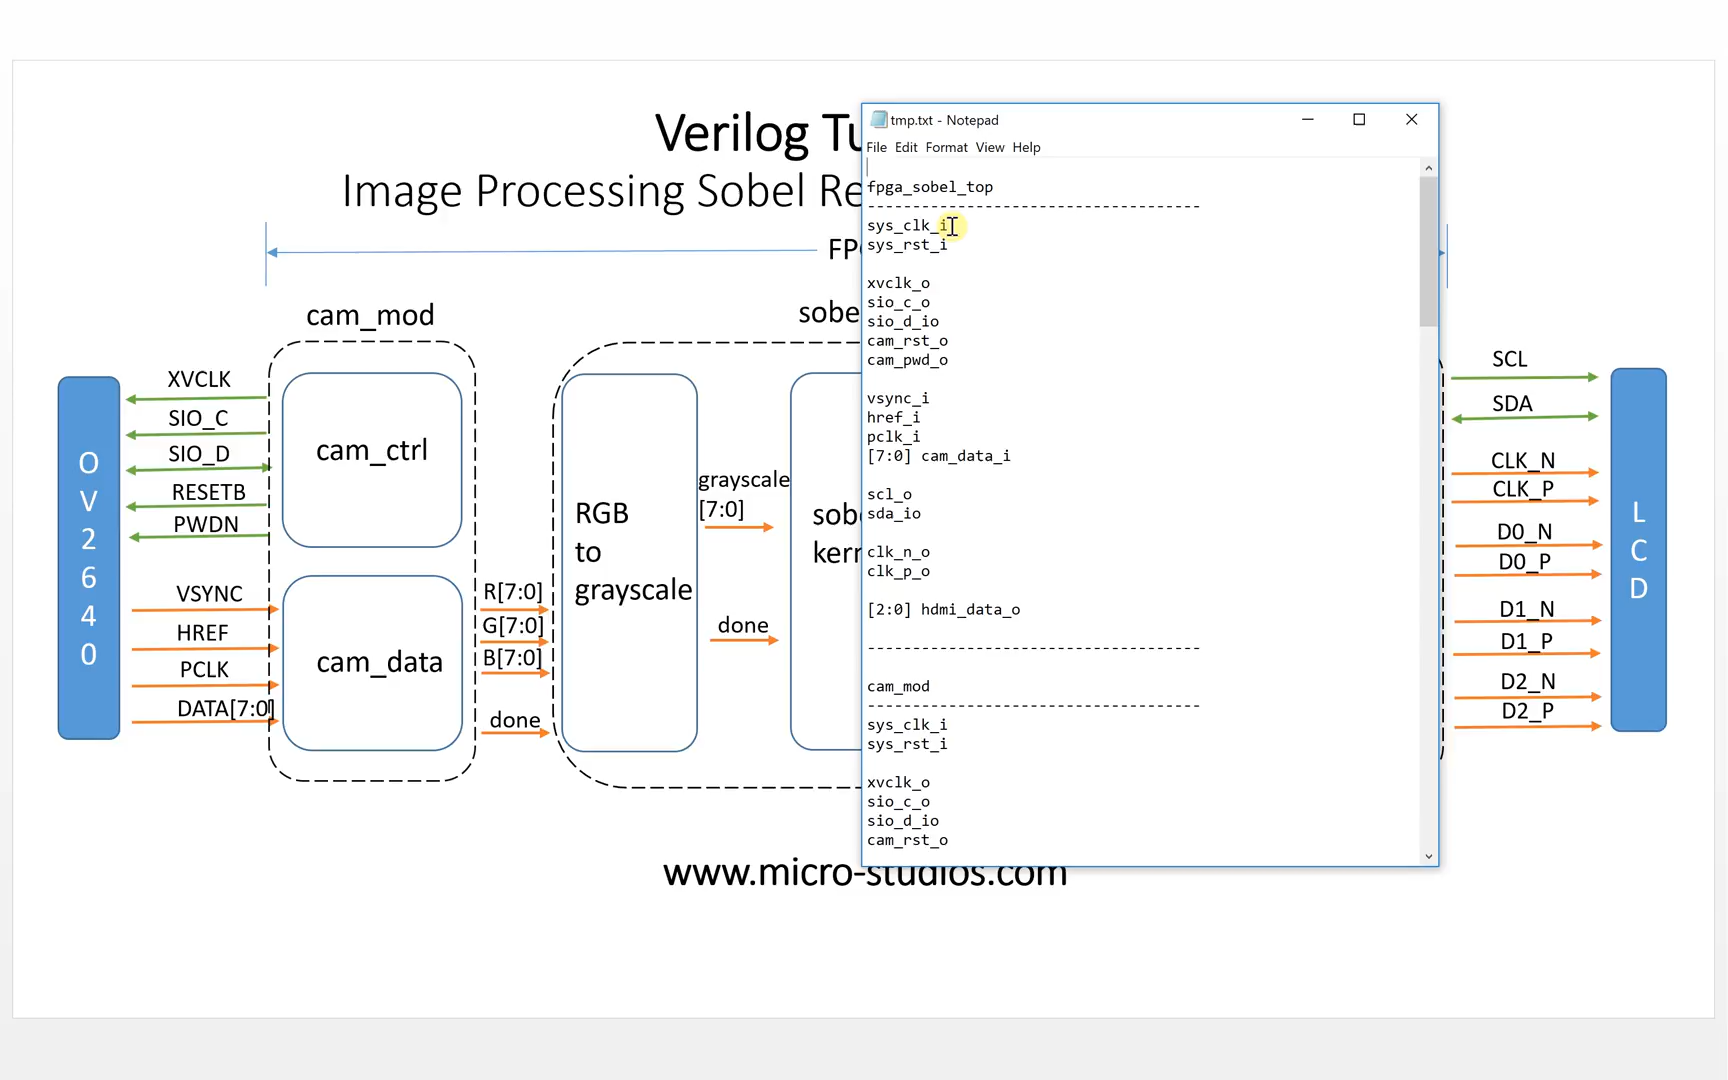 Verilog Tu
Image Processing Sobel Re
FP
cam_mod
sobe
XVCLK
SIO_C
SIO_D
RESETB
PWDN
VSYNC
HREF
PCLK
DATA[7:0]
O
V
2
6
4
0
cam_ctrl
cam_data
R[7:0]
G[7:0]
B[7:0]
done
RGB
to
grayscale
grayscale
[7:0]
done
sobe
kern
tmp.txt - Notepad
File Edit Format View Help
fpga_sobel_top
-------------------------------------
sys_clk_i
sys_rst_i
xvclk_o
sio_c_o
sio_d_io
cam_rst_o
cam_pwd_o
vsync_i
href_i
pclk_i
[7:0] cam_data_i
scl_o
sda_io
clk_n_o
clk_p_o
[2:0] hdmi_data_o
-------------------------------------
cam_mod
-------------------------------------
sys_clk_i
sys_rst_i
xvclk_o
sio_c_o
sio_d_io
cam_rst_o
SCL
SDA
CLK_N
CLK_P
D0_N
D0_P
D1_N
D1_P
D2_N
D2_P
L
C
D
www.micro-studios.com